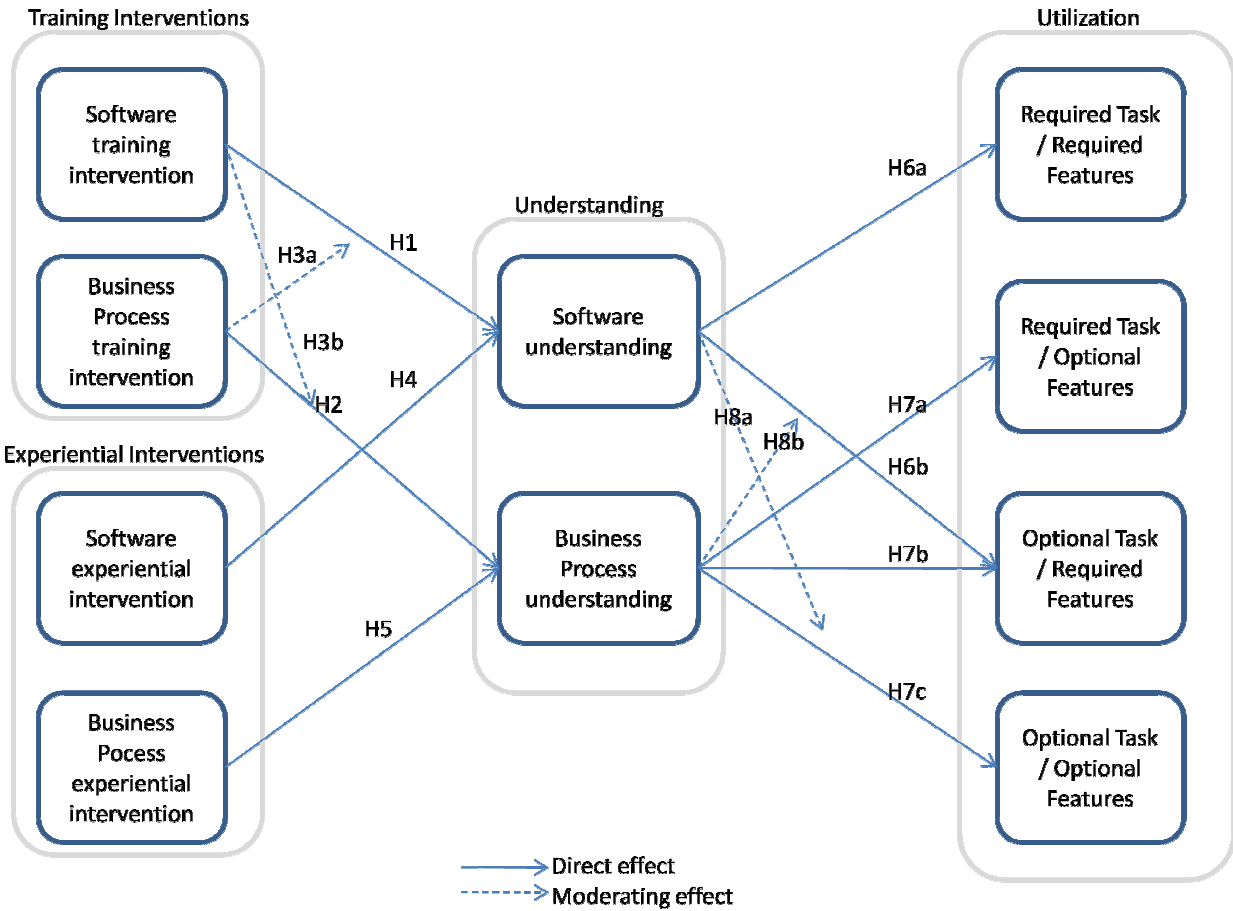 Training Interventions
Utilization
Software
training
intervention
Required Task
/ Required
Features
H6a
Understanding
H3a
H1
Business
Process
training
intervention
H3b
Software
understanding
Required Task
/ Optional
Features
H4
H2
H7a
H8a
H8b
H6b
Experiential Interventions
Software
experiential
intervention
Business
Process
understanding
H7b
Optional Task
/ Required
Features
H5
H7c
Business
Pocess
experiential
intervention
Optional Task
/ Optional
Features
Direct effect
Moderating effect